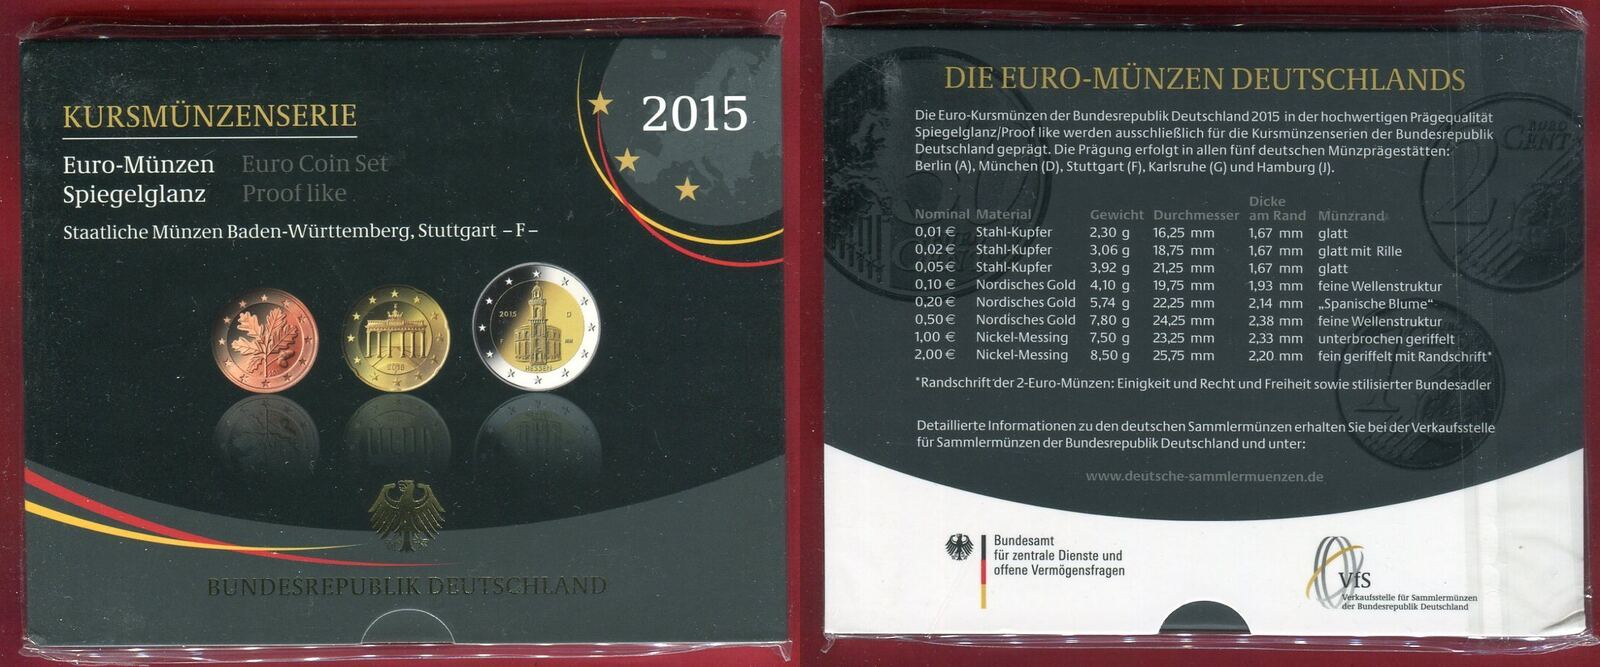 KURSMÜNZENSERIE
2015
Euro-Münzen Euro Coin Set
Spiegelglanz Proof like
Staatliche Münzen Baden-Württemberg, Stuttgart – F –
2015 D
F
HESSEN
BUNDESREPUBLIK DEUTSCHLAND
DIE EURO-MÜNZEN DEUTSCHLANDS
Die Euro-Kursmünzen der Bundesrepublik Deutschland 2015 in der hochwertigen Prägequalität
Spiegelglanz/Proof like werden ausschließlich für die Kursmünzenserien der Bundesrepublik
Deutschland geprägt. Die Prägung erfolgt in allen fünf deutschen Münzprägestätten:
Berlin (A), München (D), Stuttgart (F), Karlsruhe (G) und Hamburg (J).
Dicke
Nominal Material Gewicht Durchmesser am Rand Münzrand
0,01 € Stahl-Kupfer 2,30 g 16,25 mm 1,67 mm glatt
0,02 € Stahl-Kupfer 3,06 g 18,75 mm 1,67 mm glatt mit Rille
0,05 € Stahl-Kupfer 3,92 g 21,25 mm 1,67 mm glatt
0,10 € Nordisches Gold 4,10 g 19,75 mm 1,93 mm feine Wellenstruktur
0,20 € Nordisches Gold 5,74 g 22,25 mm 2,14 mm „Spanische Blume“
0,50 € Nordisches Gold 7,80 g 24,25 mm 2,38 mm feine Wellenstruktur
1,00 € Nickel-Messing 7,50 g 23,25 mm 2,33 mm unterbrochen geriffelt
2,00 € Nickel-Messing 8,50 g 25,75 mm 2,20 mm fein geriffelt mit Randschrift*
*Randschrift der 2-Euro-Münzen: Einigkeit und Recht und Freiheit sowie stilisierter Bundesadler
Detaillierte Informationen zu den deutschen Sammlermünzen erhalten Sie bei der Verkaufsstelle
für Sammlermünzen der Bundesrepublik Deutschland und unter:
www.deutsche-sammlermuenzen.de
Bundesamt
für zentrale Dienste und
offene Vermögensfragen
VfS
Verkaufsstelle für Sammlermünzen
der Bundesrepublik Deutschland